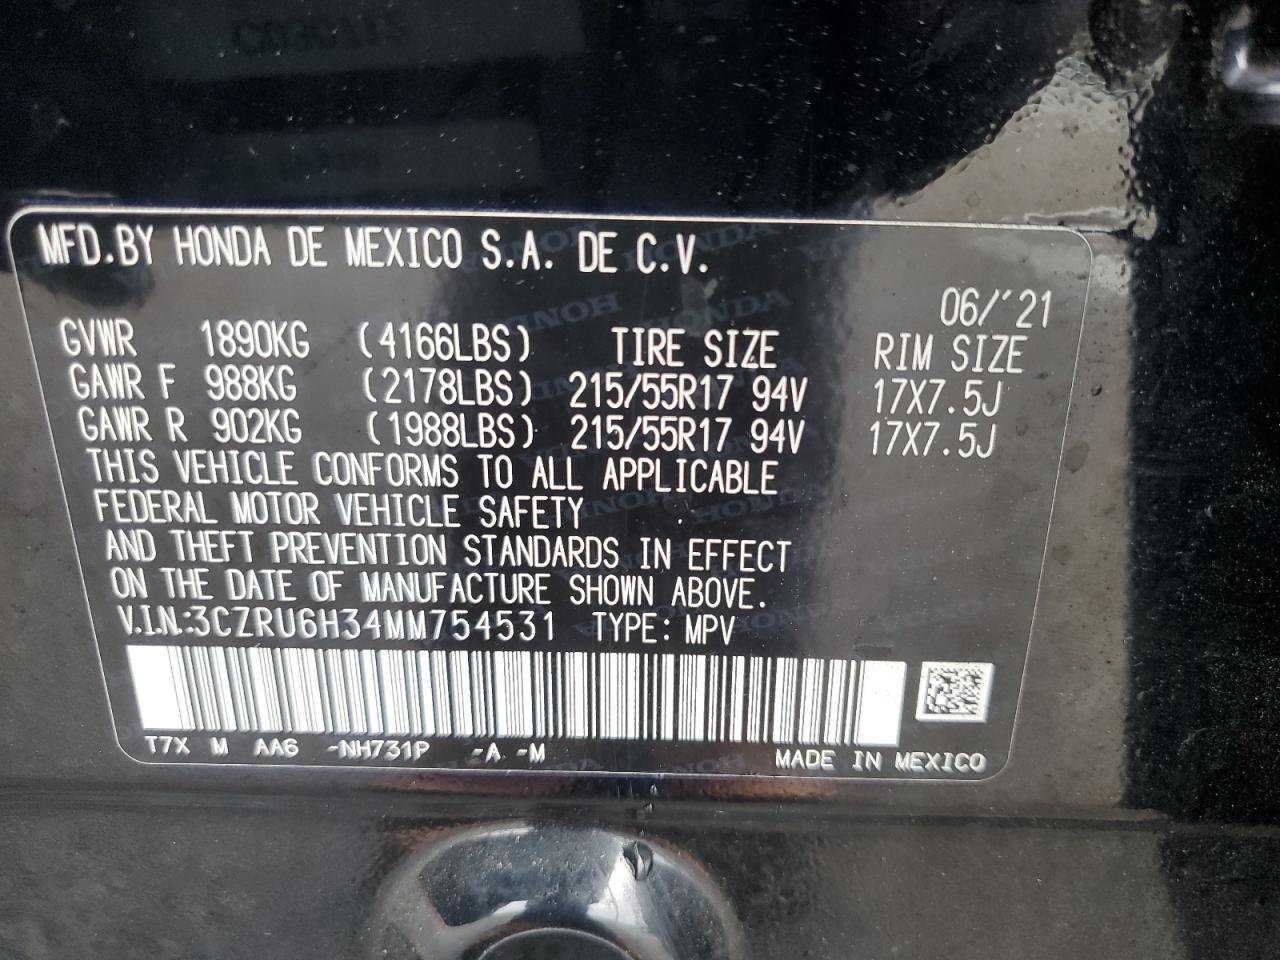 MFD.BY HONDA DE MEXICO S.A. DE C.V.
06/'21
GVWR 1890KG (4166LBS) TIRE SIZE RIM SIZE
GAWR F 988KG (2178LBS) 215/55R17 94V 17X7.5J
GAWR R 902KG (1988LBS) 215/55R17 94V 17X7.5J
THIS VEHICLE CONFORMS TO ALL APPLICABLE
FEDERAL MOTOR VEHICLE SAFETY
AND THEFT PREVENTION STANDARDS IN EFFECT
ON THE DATE OF MANUFACTURE SHOWN ABOVE.
V.I.N.:3CZRU6H34MM754531 TYPE: MPV
T7X M AA6 -NH731P -A -M MADE IN MEXICO